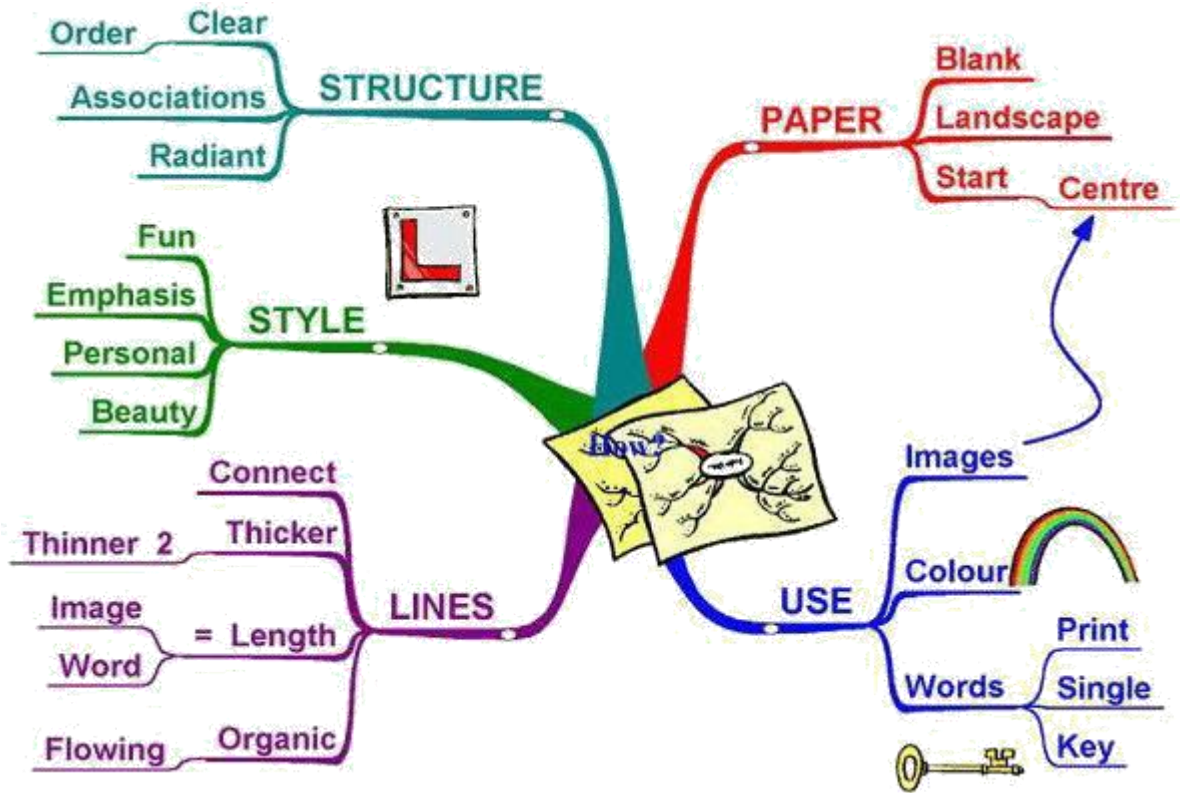 How?
PAPER
Blank
Landscape
Start
Centre
USE
Images
Colour
Words
Print
Single
Key
LINES
Connect
Thicker
Thinner 2
= Length
Image
Word
Organic
Flowing
STYLE
Fun
Emphasis
Personal
Beauty
STRUCTURE
Clear
Order
Associations
Radiant
L